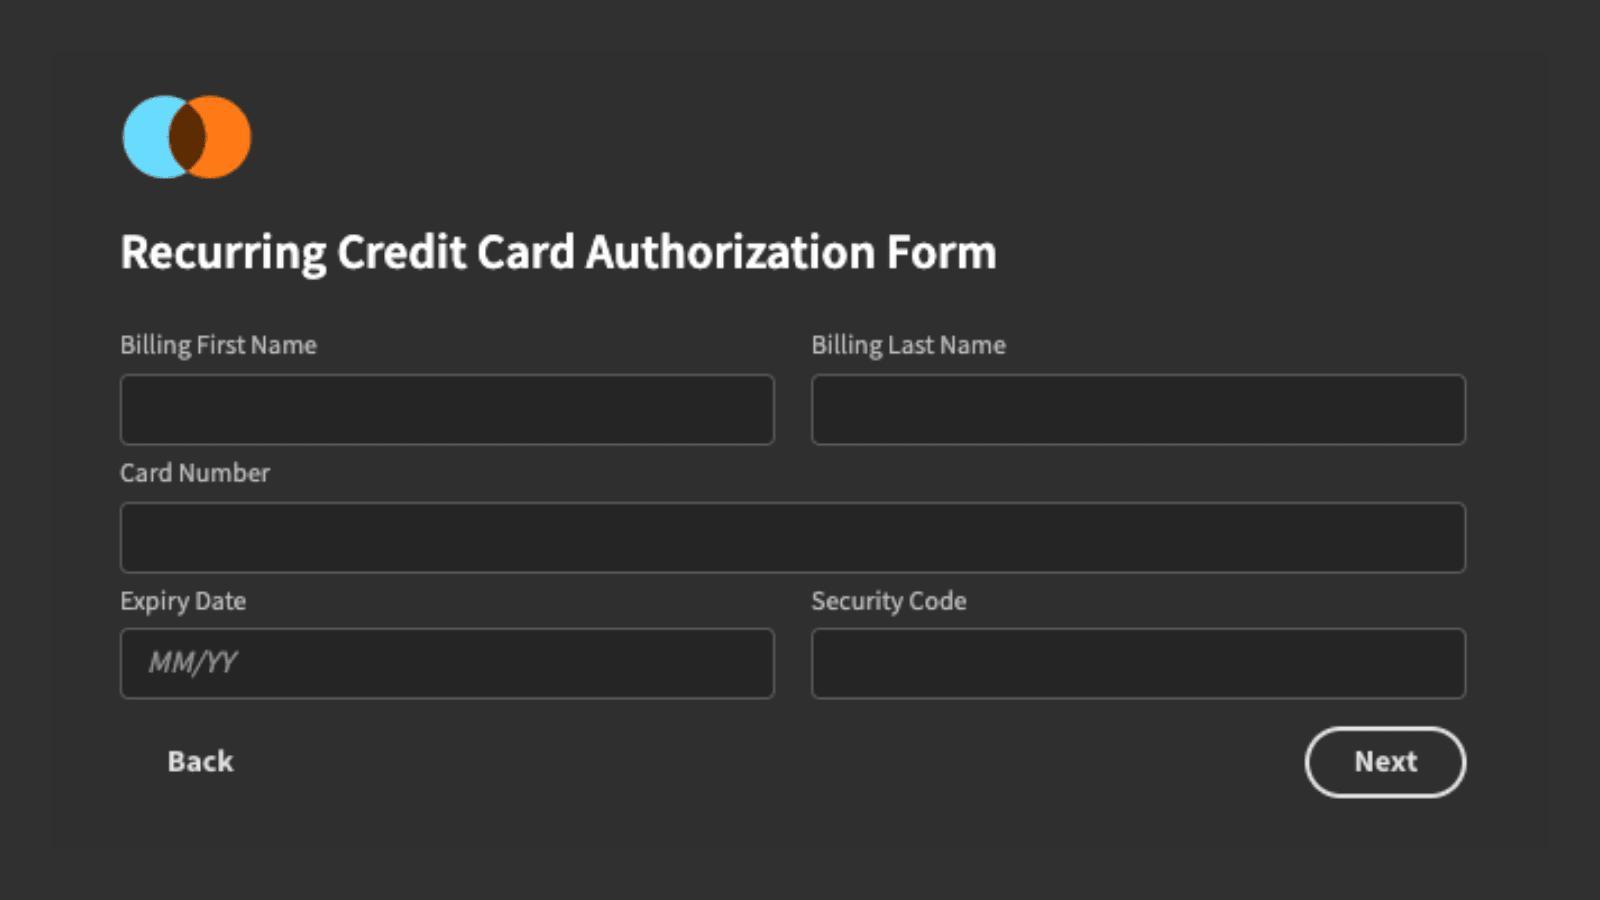 Recurring Credit Card Authorization Form
Billing First Name
Billing Last Name
Card Number
Expiry Date
Security Code
MM/YY
Back
Next